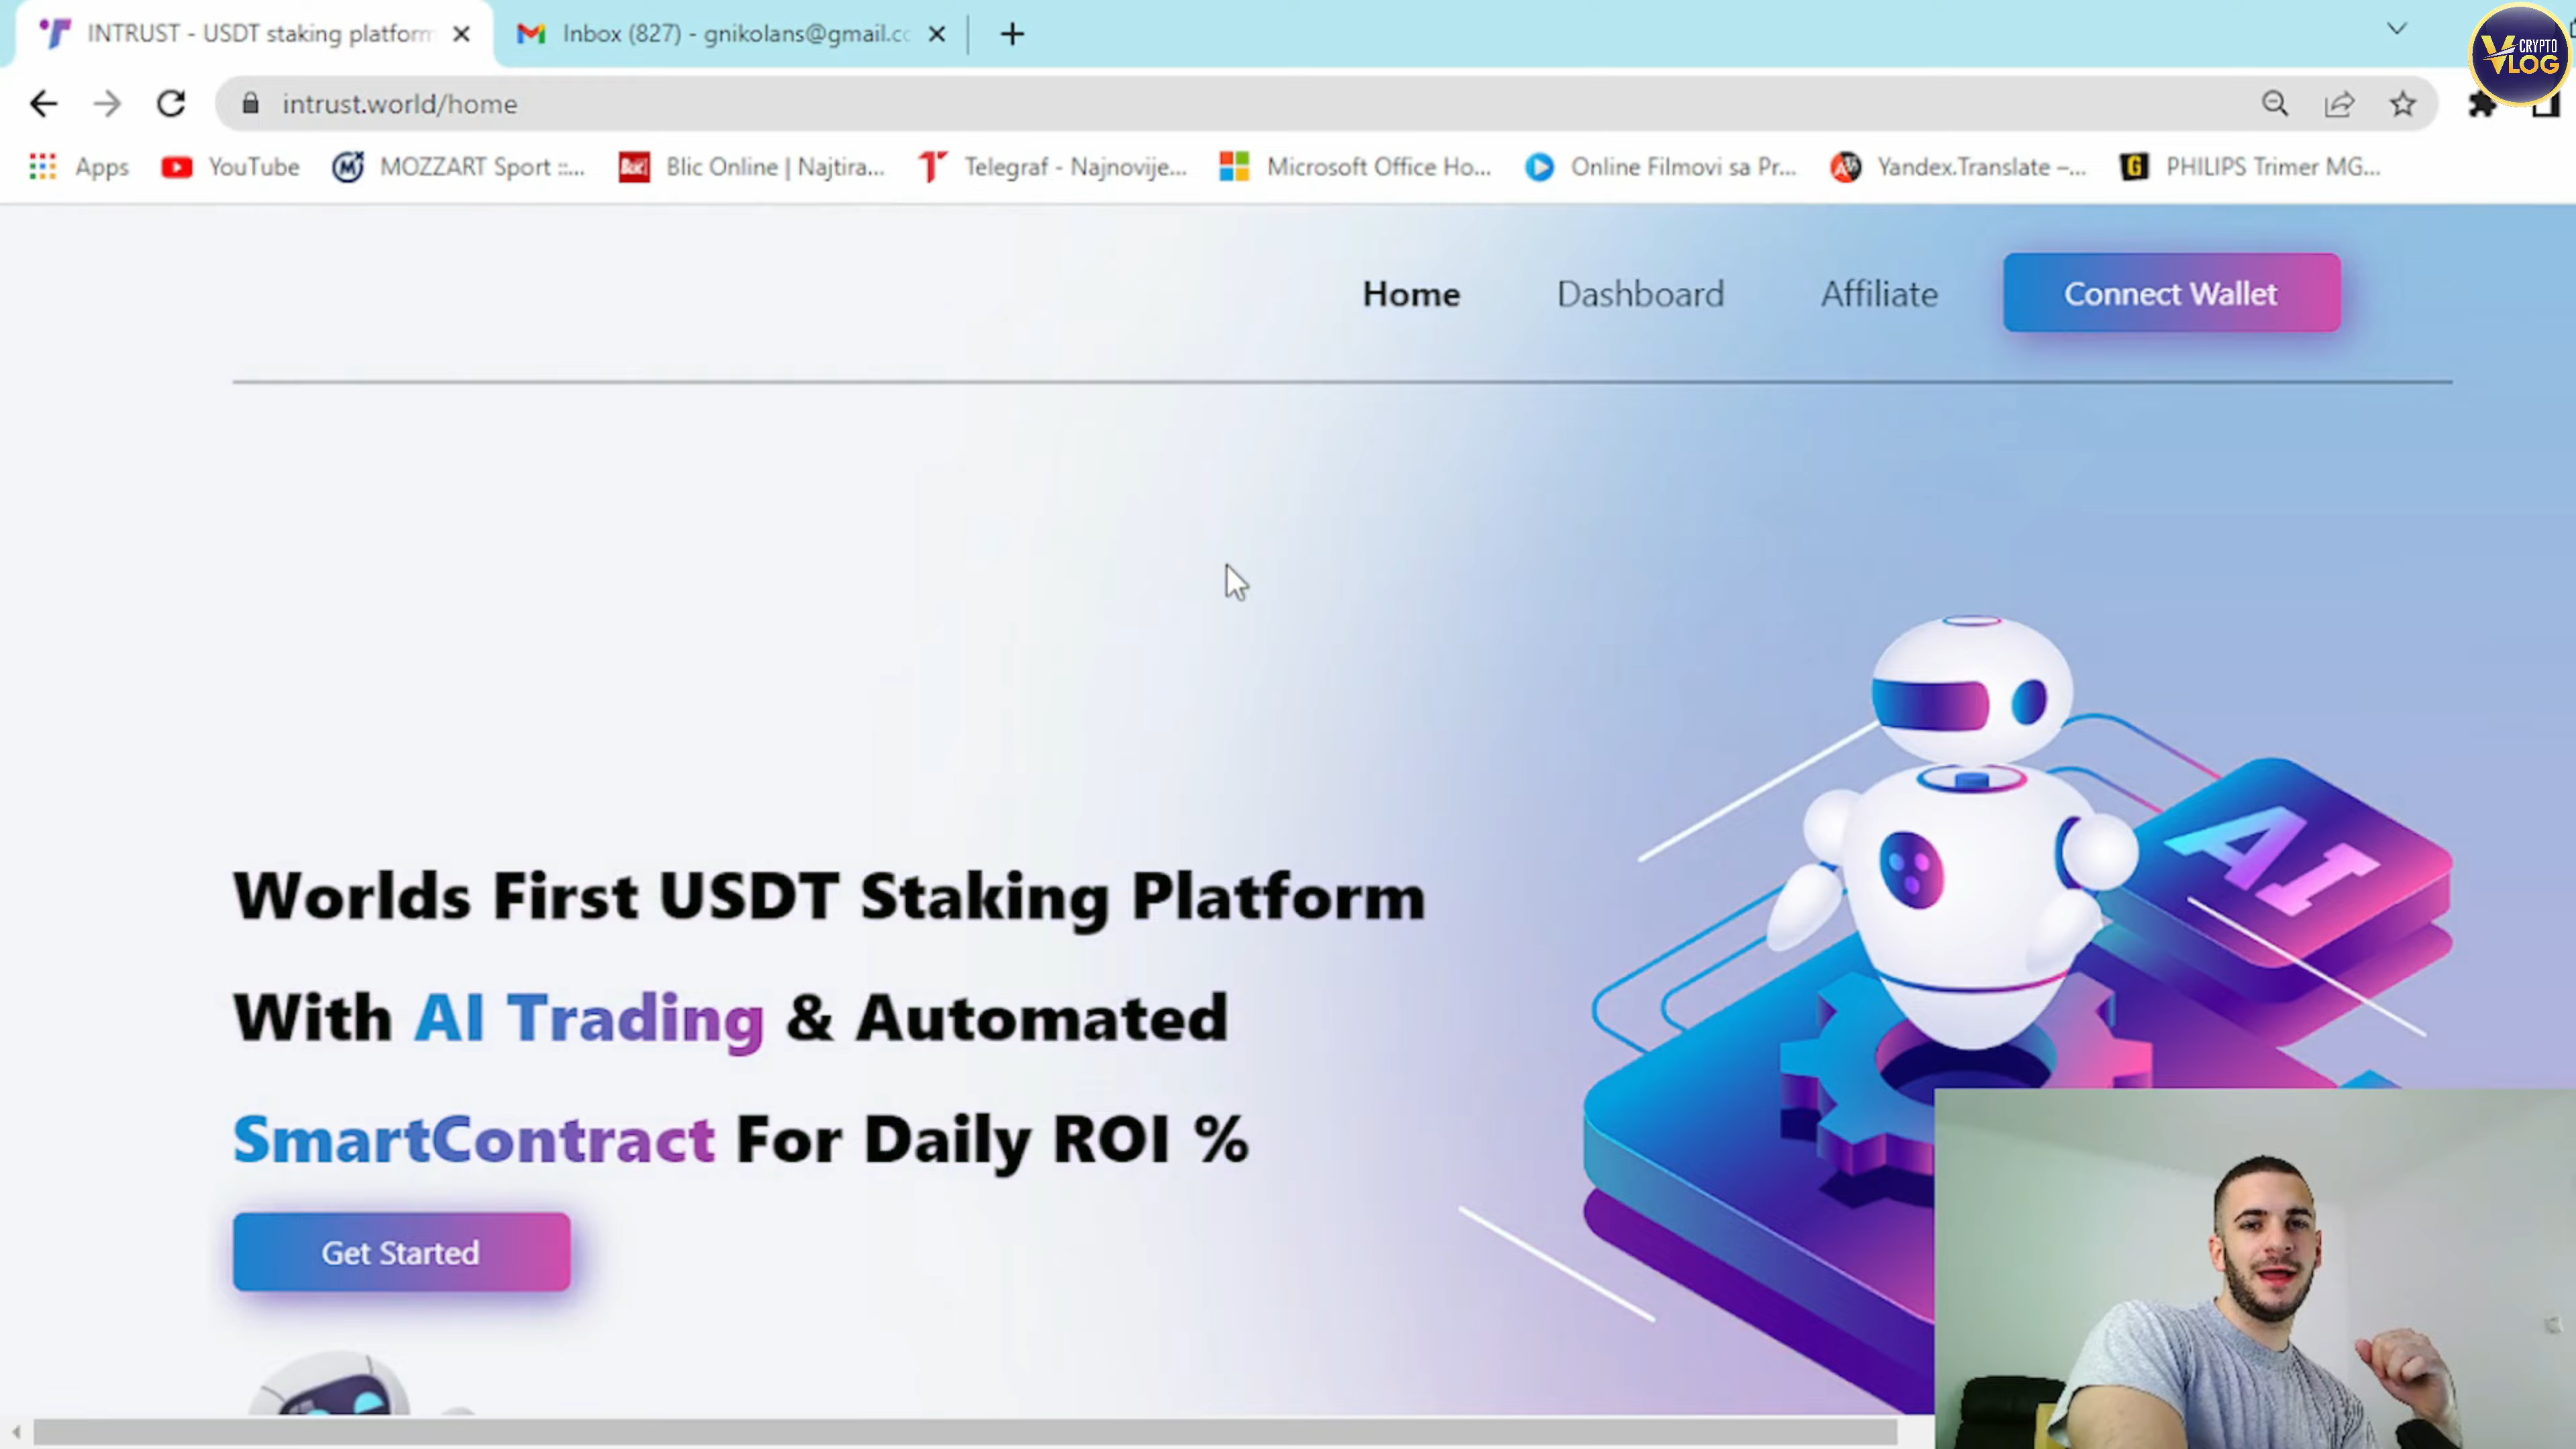 INTRUST - USDT staking platform
Inbox (827) - gnikolans@gmail.cc
CRYPTO
VLOG
intrust.world/home
Apps
YouTube
MOZZART Sport ::...
Blic Online | Najtira...
Telegraf - Najnovije...
Microsoft Office Ho...
Online Filmovi sa Pr...
Yandex.Translate –...
PHILIPS Trimer MG...
Home
Dashboard
Affiliate
Connect Wallet
AI
Worlds First USDT Staking Platform
With AI Trading & Automated
SmartContract For Daily ROI %
Get Started